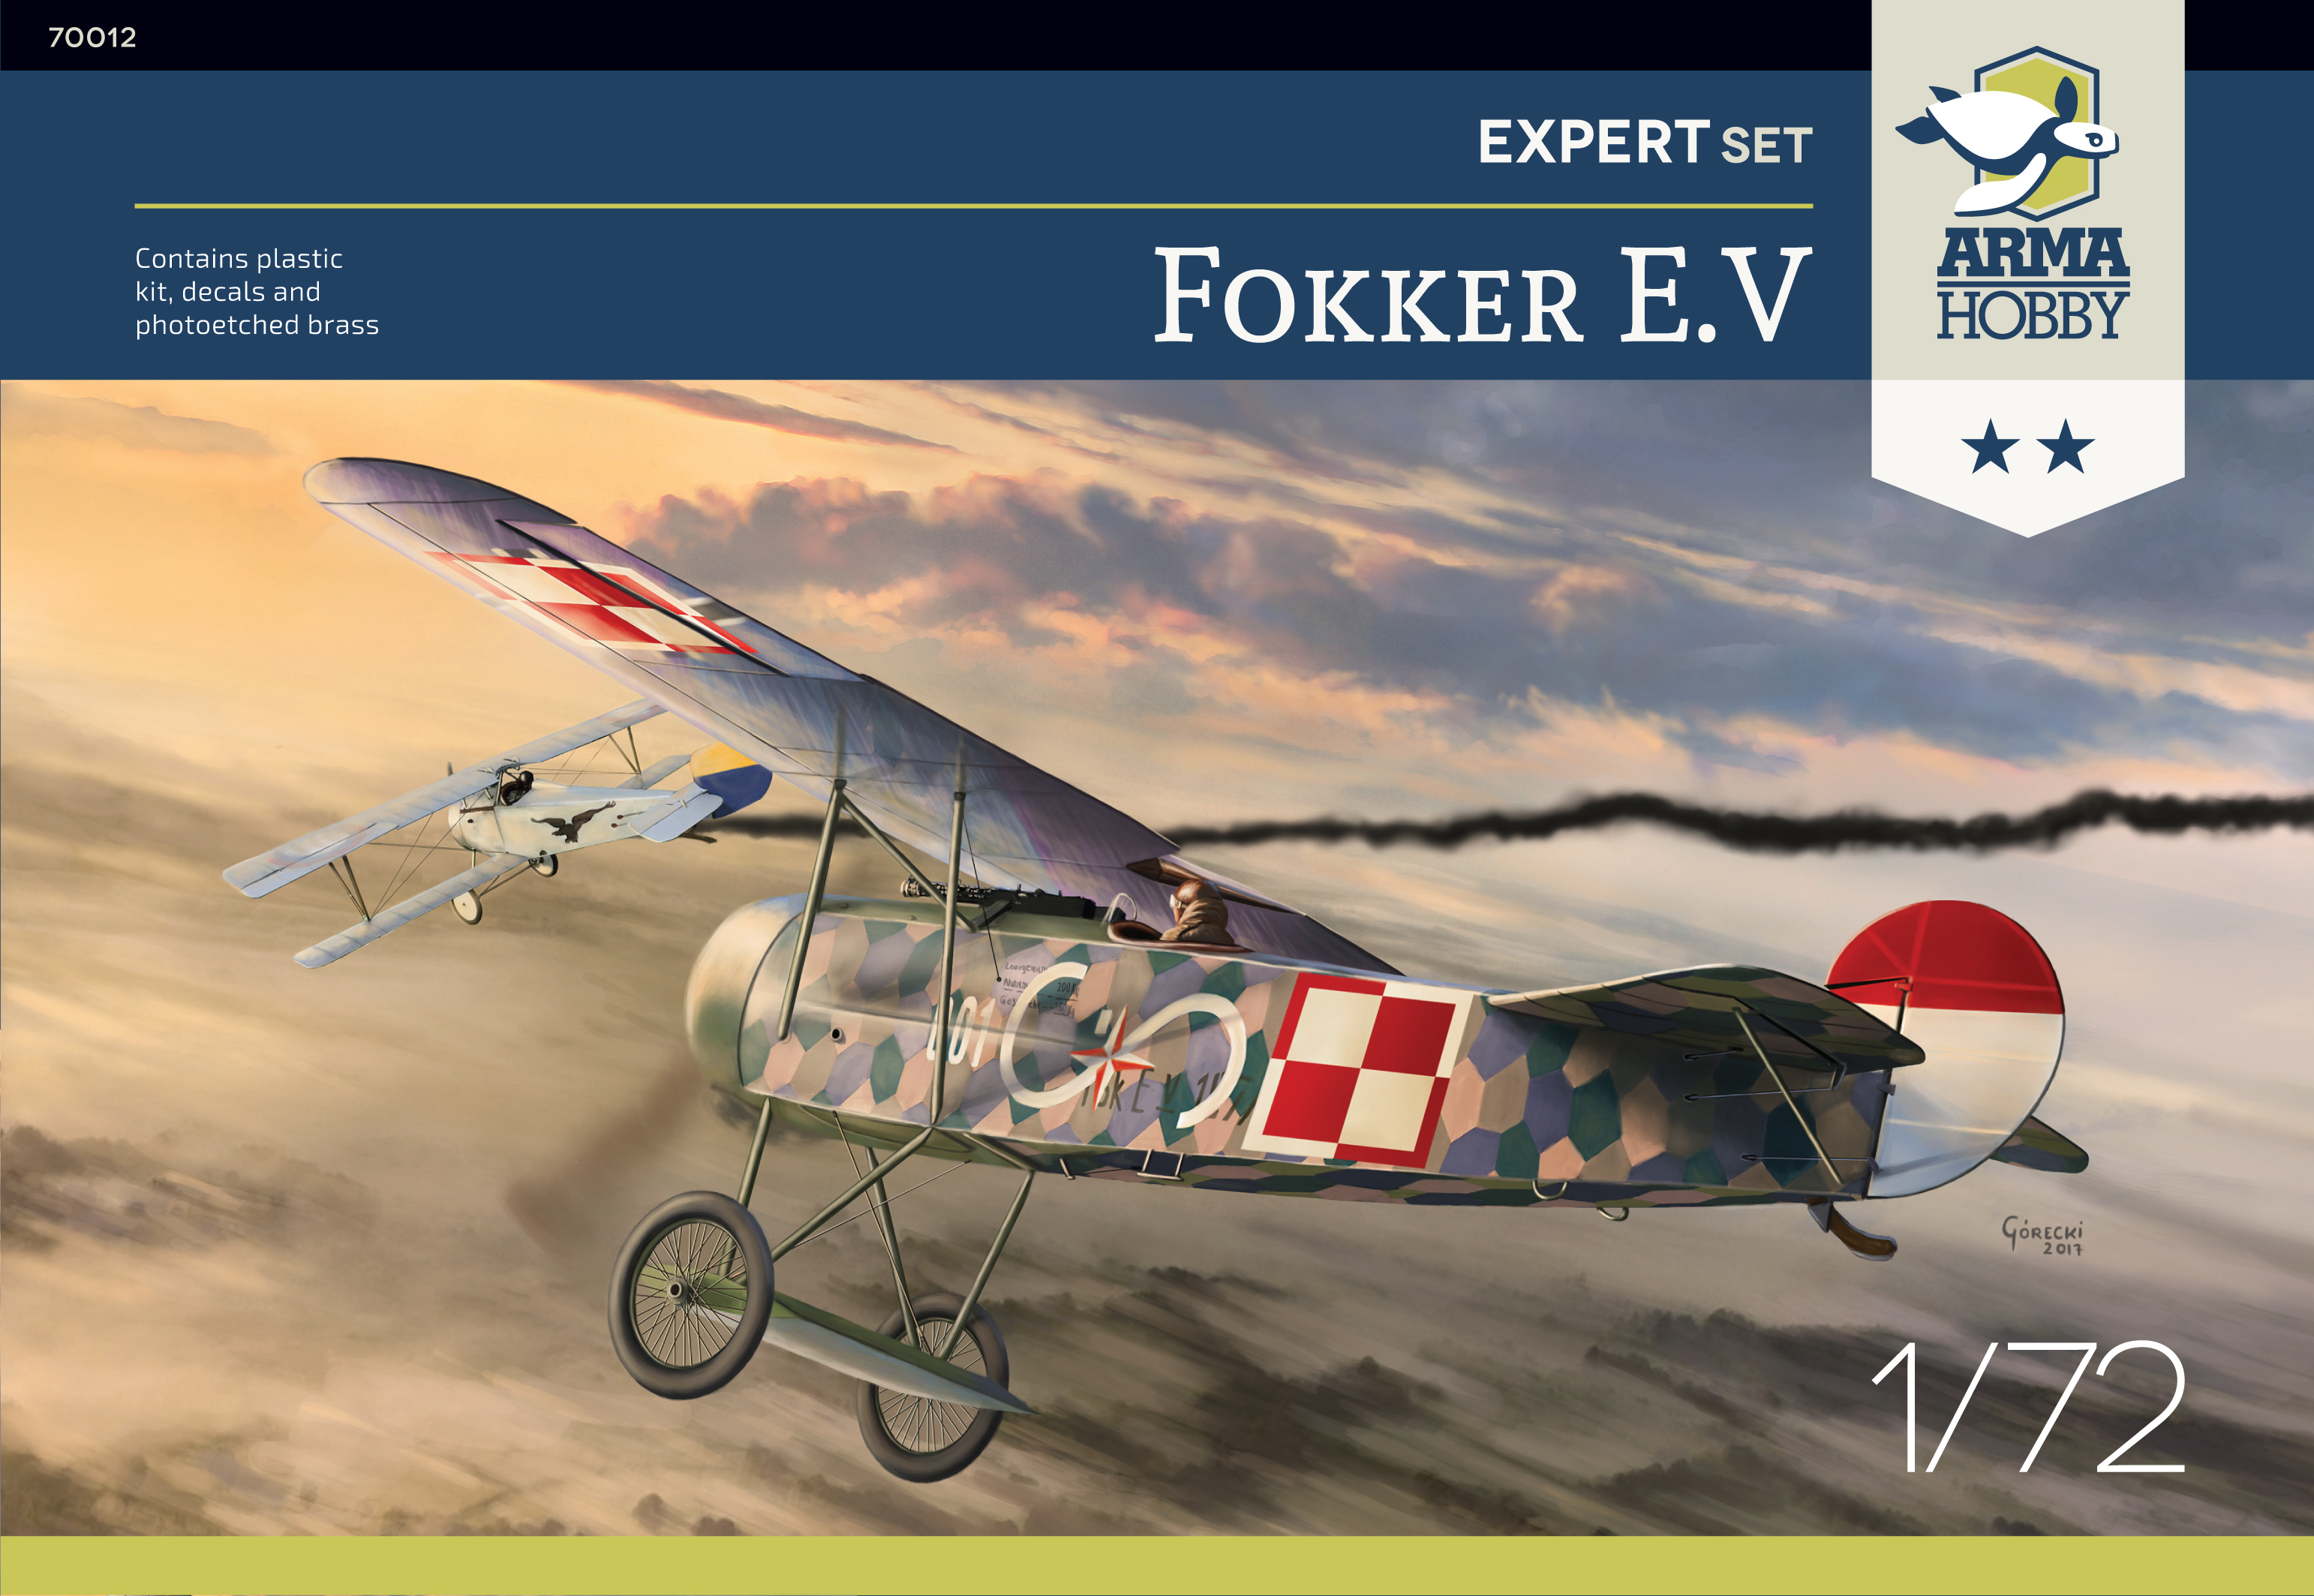 70012
EXPERT SET
Contains plastic
kit, decals and
photoetched brass
FOKKER E.V
ARMA
HOBBY
GÓRECKI
2017
1/72